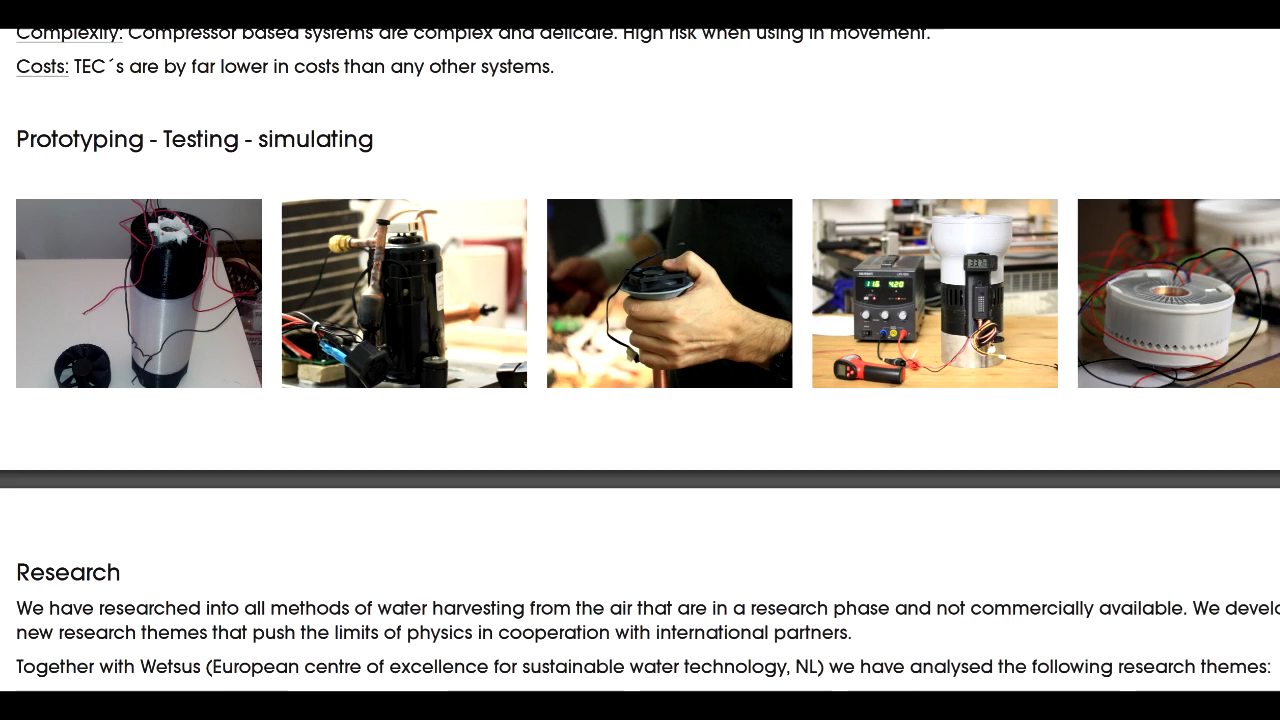 Complexity: Compressor based systems are complex and delicate. High risk when using in movement.
Costs: TEC´s are by far lower in costs than any other systems.
Prototyping - Testing - simulating
11.6 4.20
Research
We have researched into all methods of water harvesting from the air that are in a research phase and not commercially available. We
new research themes that push the limits of physics in cooperation with international partners.
Together with Wetsus (European centre of excellence for sustainable water technology, NL) we have analysed the following research themes: